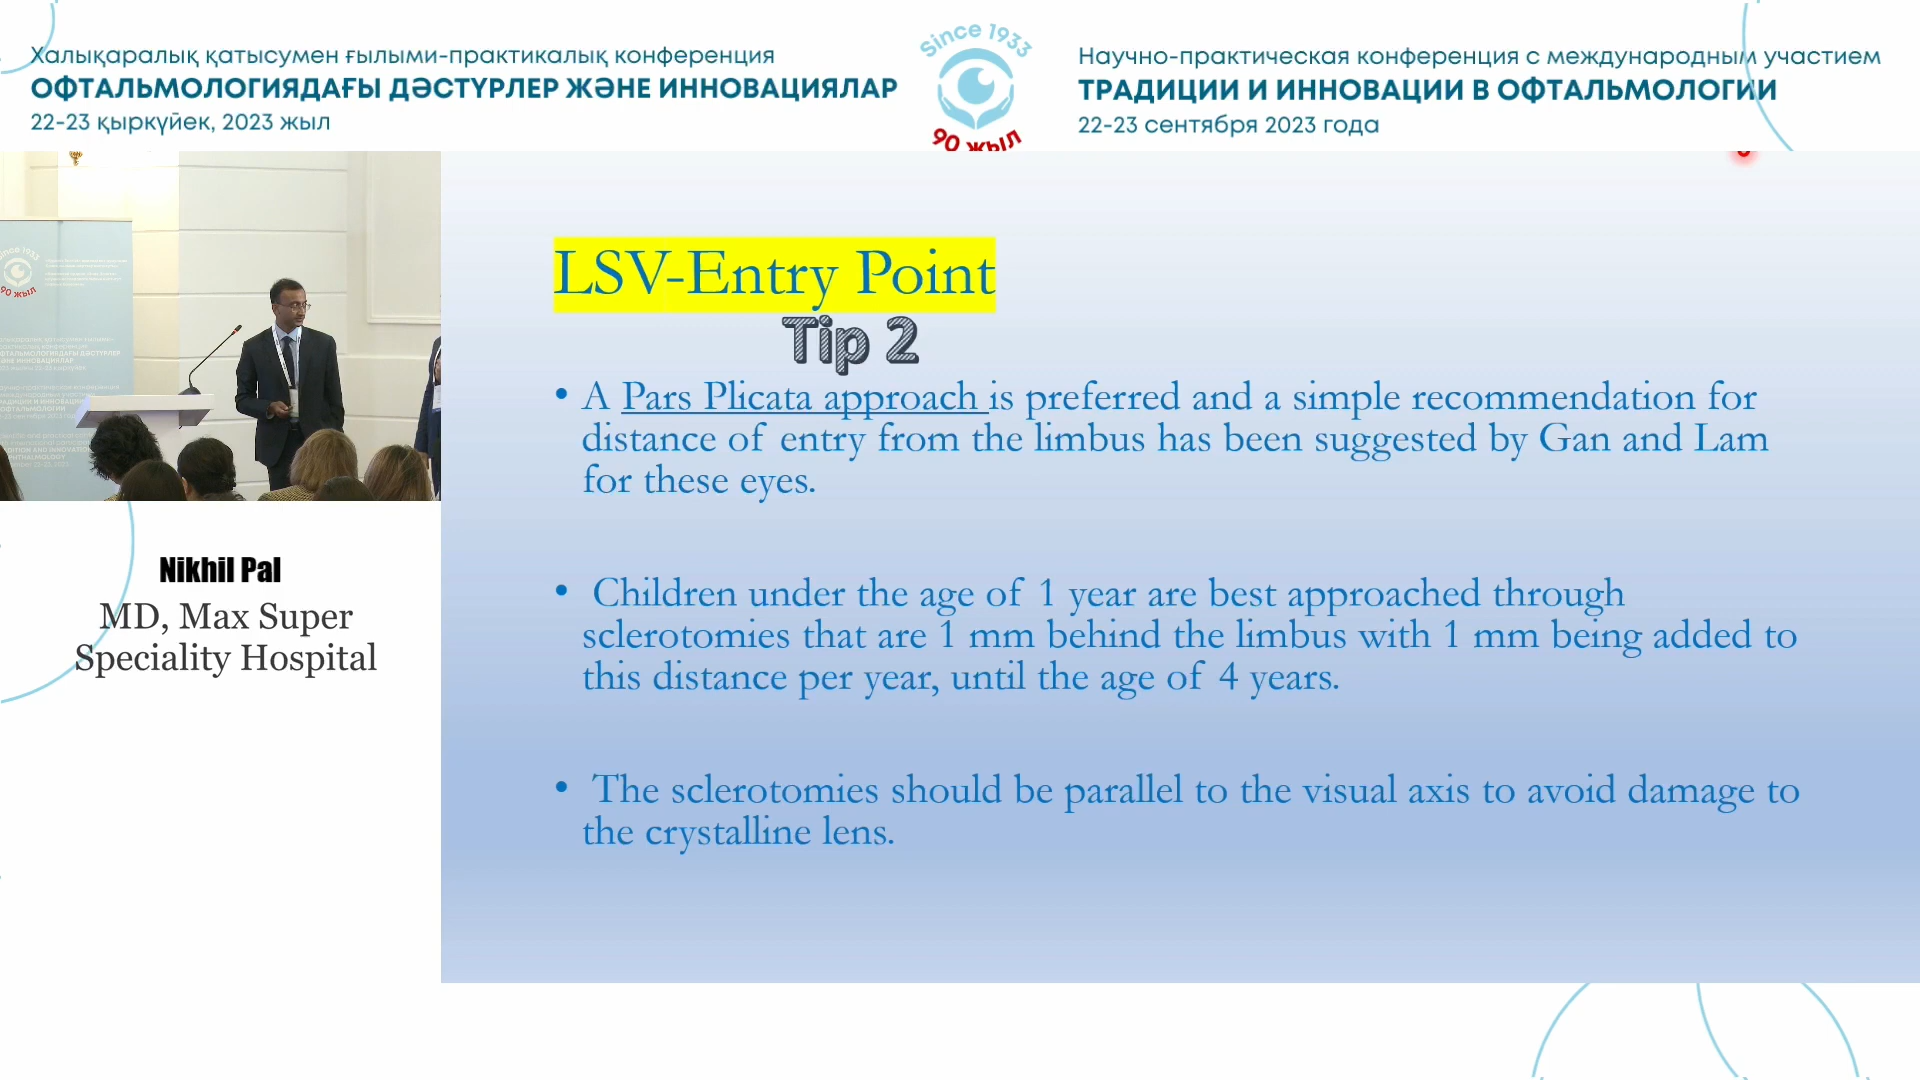 Халықаралық қатысумен ғылыми-практикалық конференция
ОФТАЛЬМОЛОГИЯДАҒЫ ДӘСТҮРЛЕР ЖӘНЕ ИННОВАЦИЯЛАР
22-23 қыркүйек, 2023 жыл
Since 1933
90 жыл
Научно-практическая конференция с международным участием
ТРАДИЦИИ И ИННОВАЦИИ В ОФТАЛЬМОЛОГИИ
22-23 сентября 2023 года
90 жыл
Nikhil Pal
MD, Max Super
Speciality Hospital
LSV-Entry Point
Tip 2
• A Pars Plicata approach is preferred and a simple recommendation for
distance of entry from the limbus has been suggested by Gan and Lam
for these eyes.
• Children under the age of 1 year are best approached through
sclerotomies that are 1 mm behind the limbus with 1 mm being added to
this distance per year, until the age of 4 years.
• The sclerotomies should be parallel to the visual axis to avoid damage to
the crystalline lens.